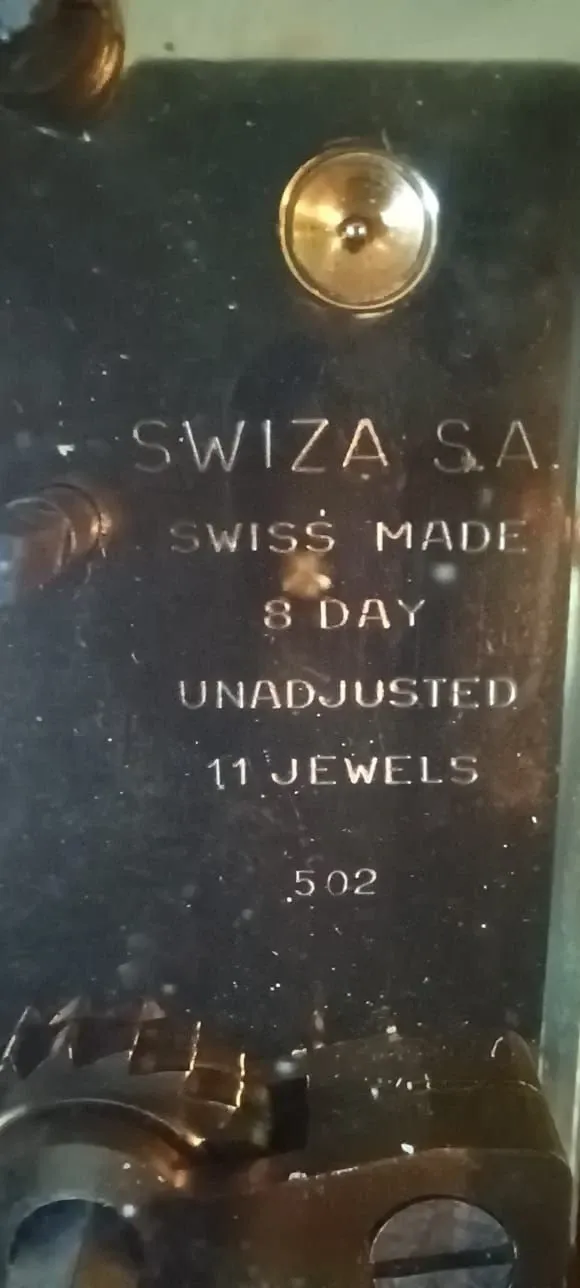 SWIZA S.A.
SWISS MADE
8 DAY
UNADJUSTED
11 JEWELS
502